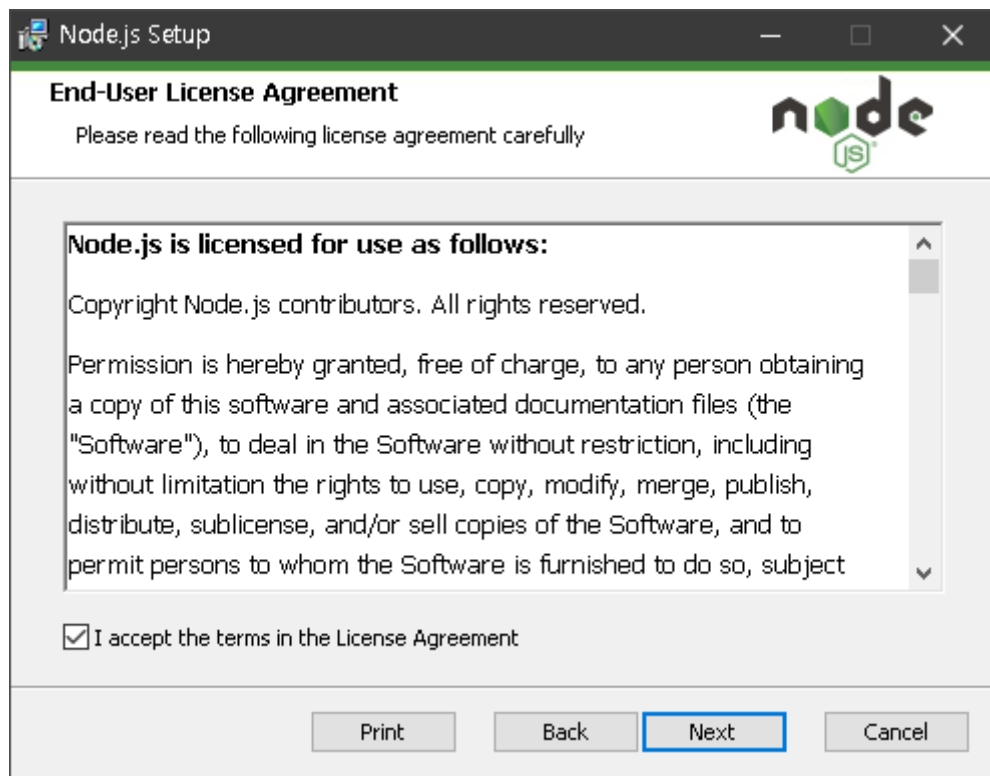 Node.js Setup
End-User License Agreement
Please read the following license agreement carefully
node
JS
Node.js is licensed for use as follows:
Copyright Node.js contributors. All rights reserved.
Permission is hereby granted, free of charge, to any person obtaining
a copy of this software and associated documentation files (the
"Software"), to deal in the Software without restriction, including
without limitation the rights to use, copy, modify, merge, publish,
distribute, sublicense, and/or sell copies of the Software, and to
permit persons to whom the Software is furnished to do so, subject
I accept the terms in the License Agreement
Print Back Next Cancel